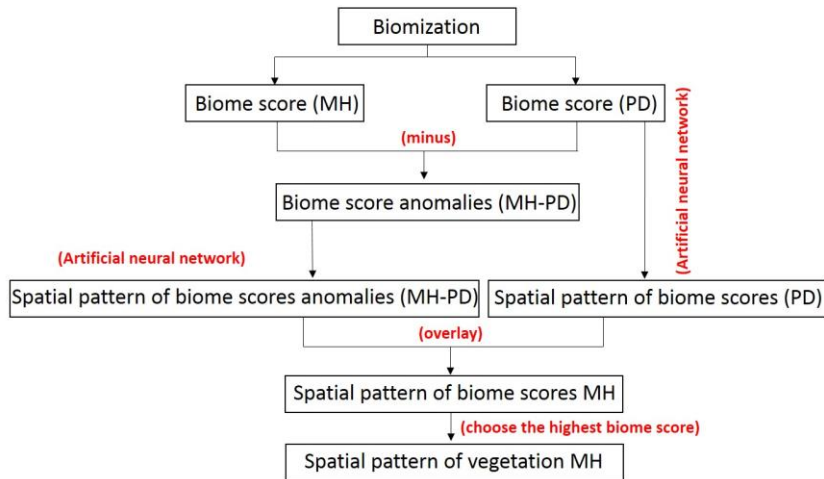 Biomization
Biome score (MH)
Biome score (PD)
(minus)
(Artificial neural network)
Biome score anomalies (MH-PD)
(Artificial neural network)
Spatial pattern of biome scores anomalies (MH-PD)
Spatial pattern of biome scores (PD)
(overlay)
Spatial pattern of biome scores MH
(choose the highest biome score)
Spatial pattern of vegetation MH